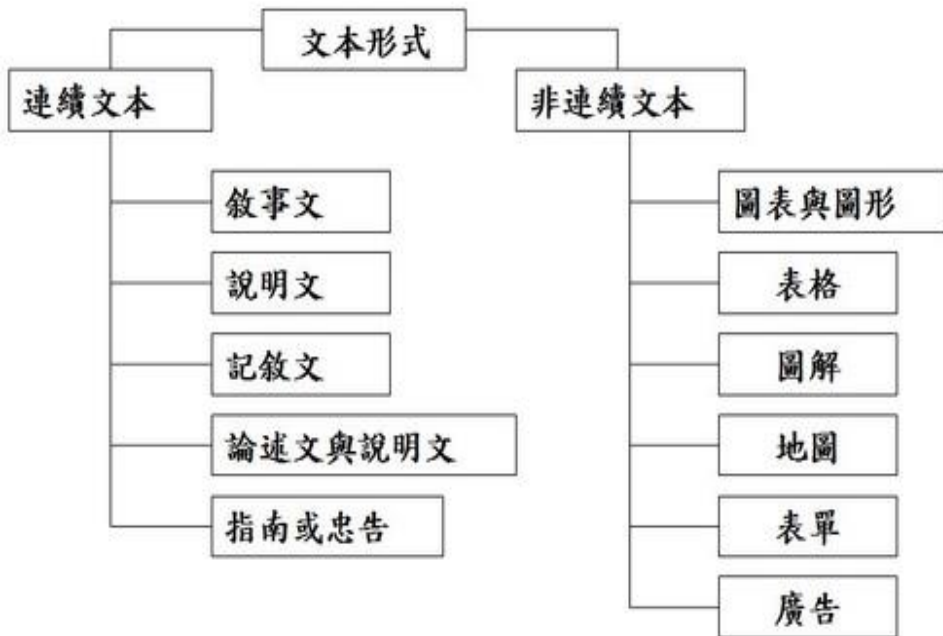 文本形式
連續文本
敘事文
說明文
記敘文
論述文與說明文
指南或忠告
非連續文本
圖表與圖形
表格
圖解
地圖
表單
廣告